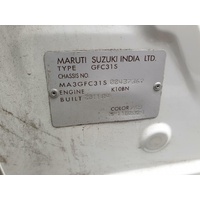 MARUTI SUZUKI INDIA LTD.
TYPE GFC31S
CHASSIS NO
MA3GFC31S
ENGINE K10BN
BUILT
COLOR